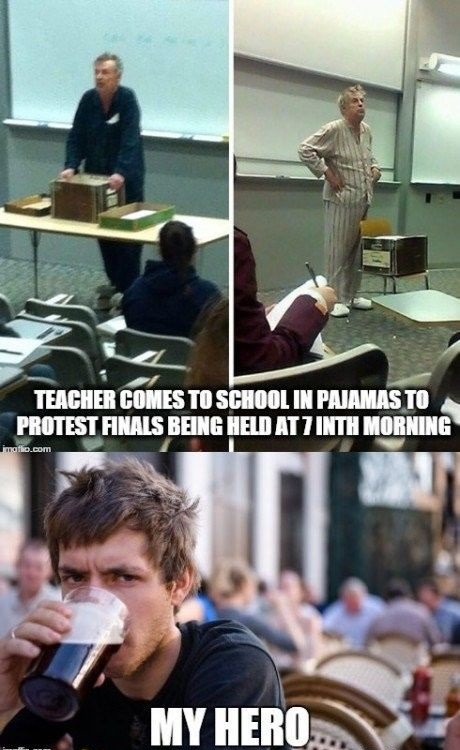 TEACHER COMES TO SCHOOL IN PAJAMAS TO
PROTEST FINALS BEING HELD AT 7 INTH MORNING
imgflip.com
MY HERO